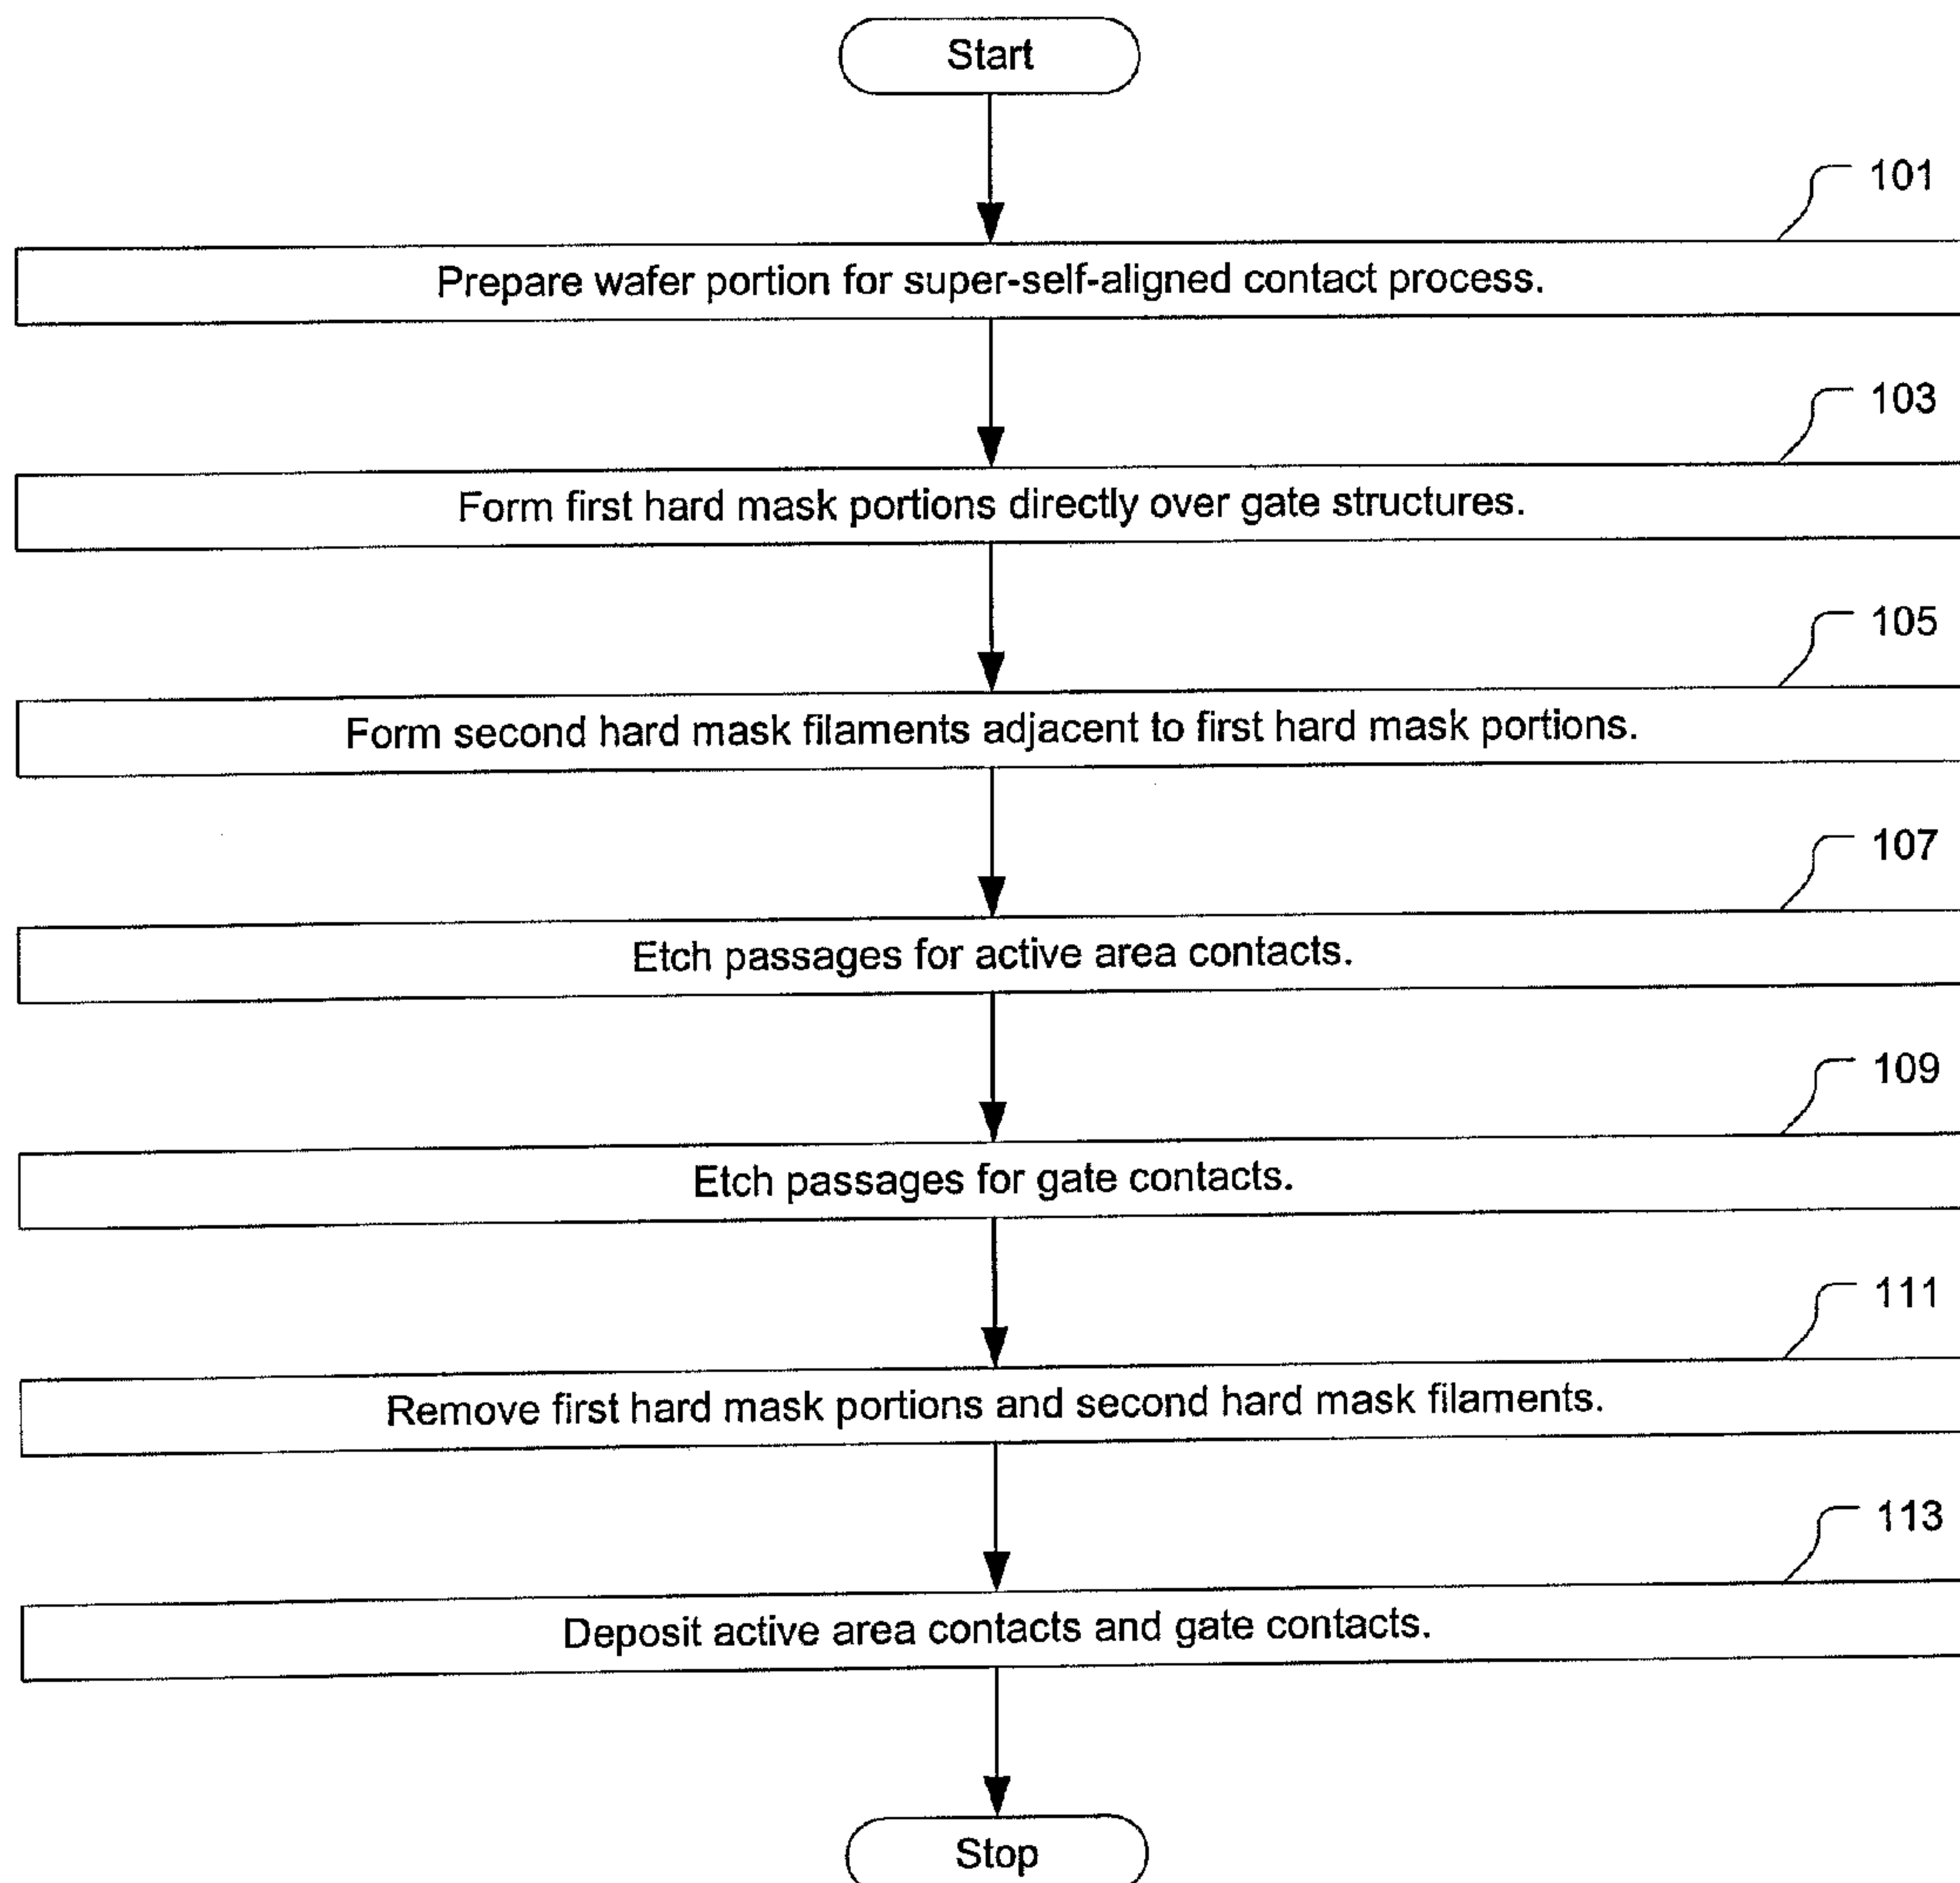 Start
101
Prepare wafer portion for super-self-aligned contact process.
103
Form first hard mask portions directly over gate structures.
105
Form second hard mask filaments adjacent to first hard mask portions.
107
Etch passages for active area contacts.
109
Etch passages for gate contacts.
111
Remove first hard mask portions and second hard mask filaments.
113
Deposit active area contacts and gate contacts.
Stop